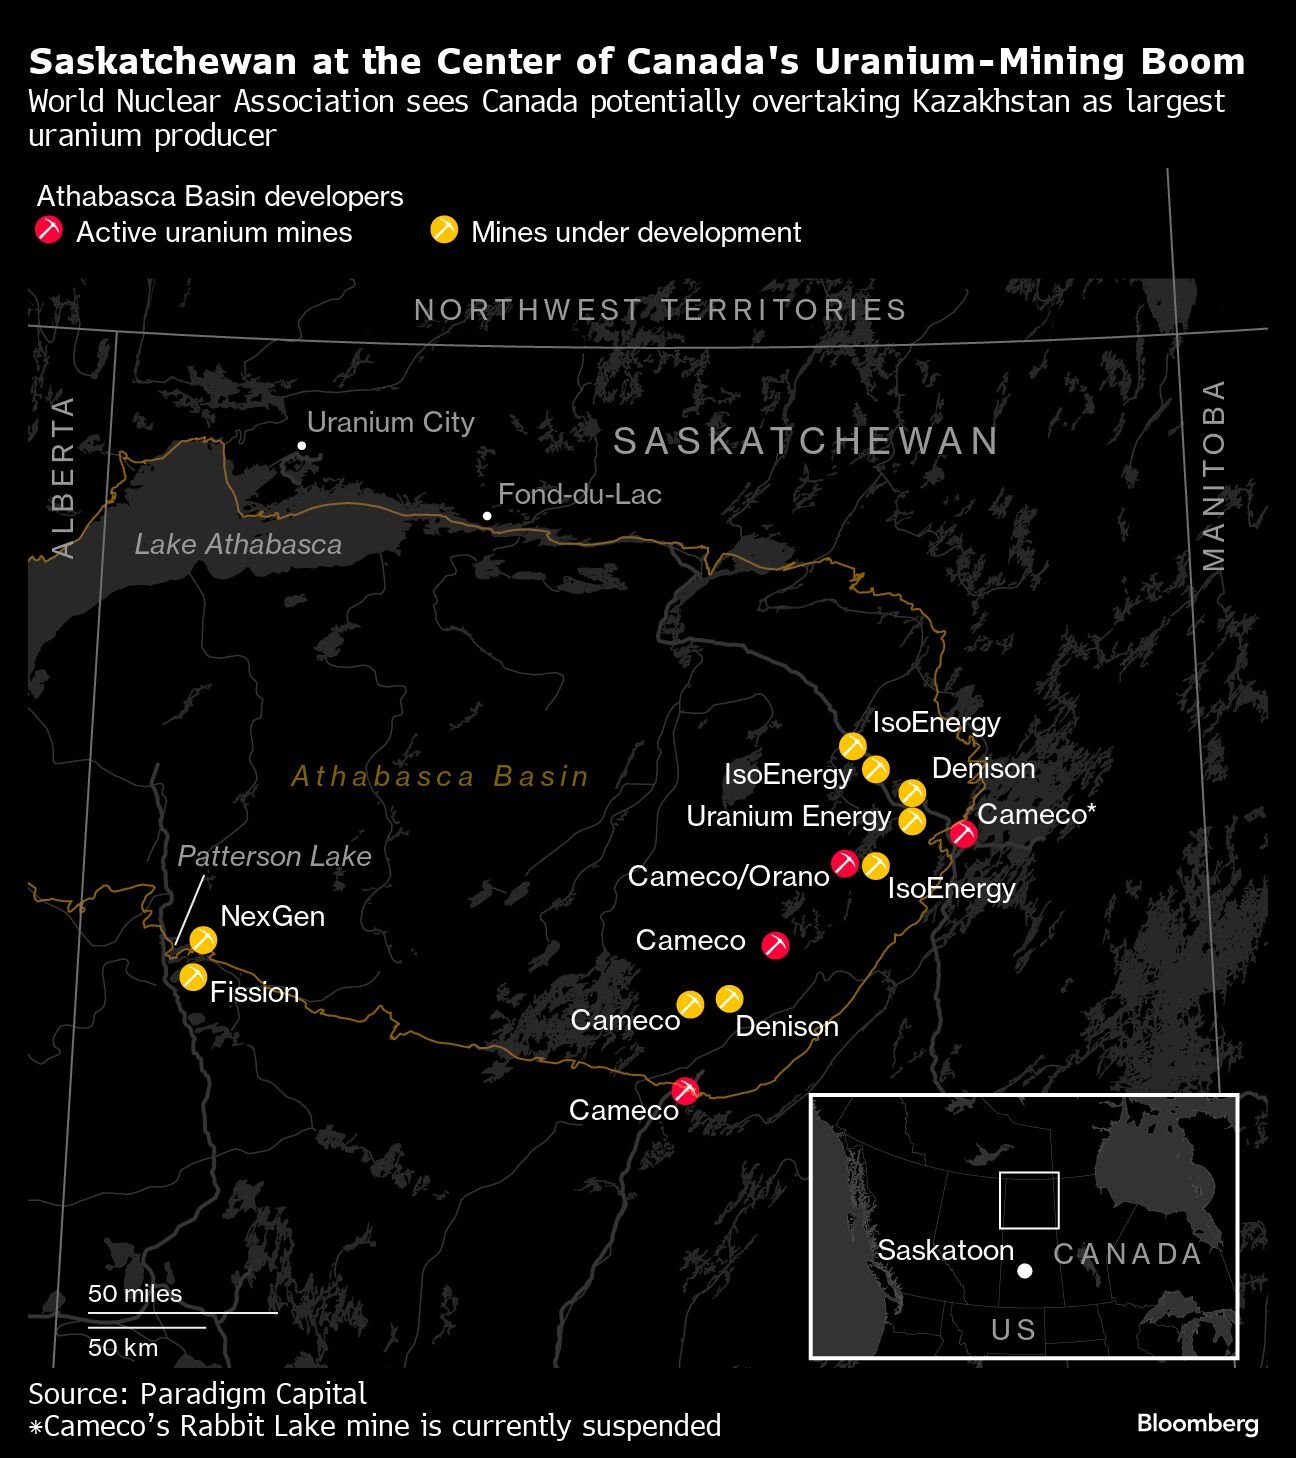 Saskatchewan at the Center of Canada's Uranium-Mining Boom
World Nuclear Association sees Canada potentially overtaking Kazakhstan as largest
uranium producer
Athabasca Basin developers
Active uranium mines
Mines under development
NORTHWEST TERRITORIES
ALBERTA
Uranium City
SASKATCHEWAN
MANITOBA
Fond-du-Lac
Lake Athabasca
IsoEnergy
IsoEnergy
Denison
Athabasca Basin
Uranium Energy
Cameco*
Patterson Lake
Cameco/Orano
IsoEnergy
NexGen
Cameco
Fission
Cameco
Denison
Cameco
Saskatoon
CANADA
US
50 miles
50 km
Source: Paradigm Capital
*Cameco’s Rabbit Lake mine is currently suspended
Bloomberg